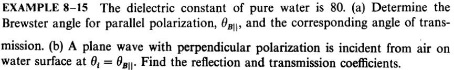 EXAMPLE 8–15 The dielectric constant of pure water is 80. (a) Determine the
Brewster angle for parallel polarization, θB||, and the corresponding angle of trans-
mission. (b) A plane wave with perpendicular polarization is incident from air on
water surface at θi = θB||. Find the reflection and transmission coefficients.